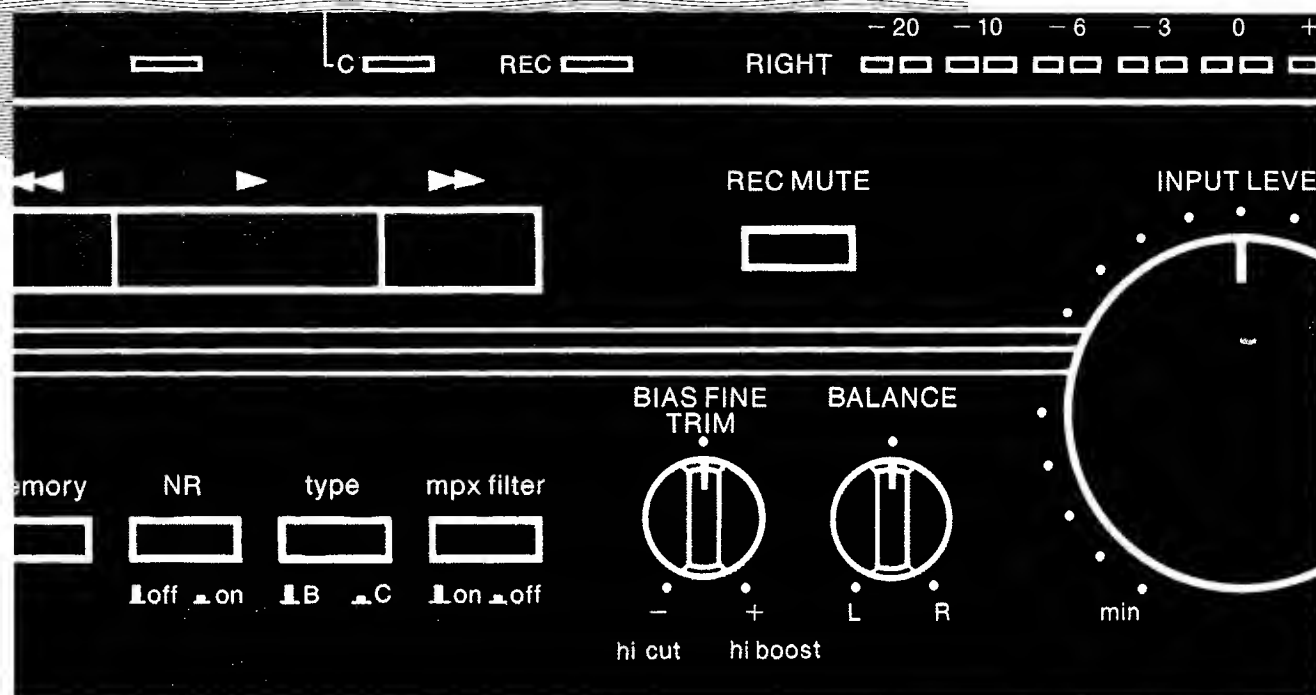 −20 −10 −6 −3 0 +
C REC RIGHT
REC MUTE INPUT LEVE
BIAS FINE TRIM BALANCE
emory NR type mpx filter
off on B C on off
− + L R min
hi cut hi boost